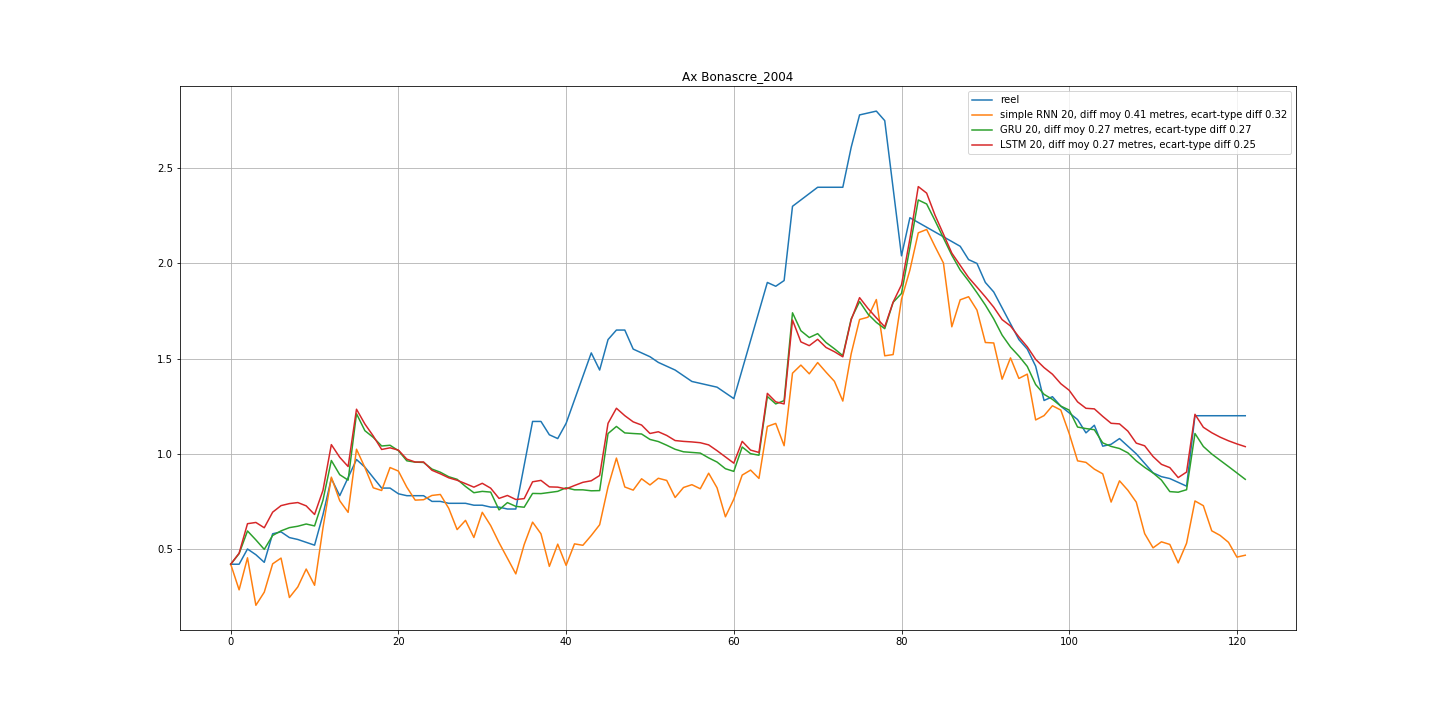 Ax Bonascre_2004
reel
simple RNN 20, diff moy 0.41 metres, ecart-type diff 0.32
GRU 20, diff moy 0.27 metres, ecart-type diff 0.27
LSTM 20, diff moy 0.27 metres, ecart-type diff 0.25
2.5
2.0
1.5
1.0
0.5
0 20 40 60 80 100 120